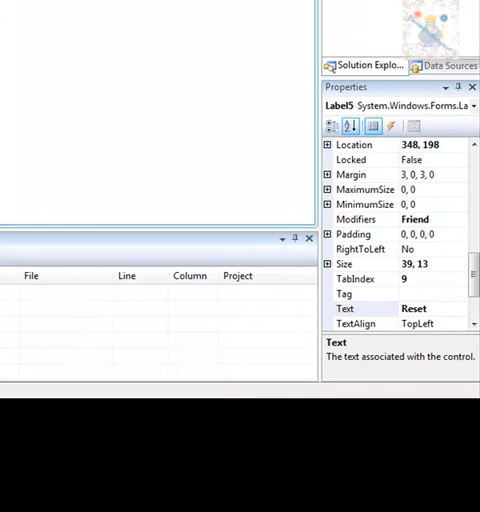 Solution Explo...
Data Sources
Properties
Label5 System.Windows.Forms.La
Location 348, 198
Locked False
Margin 3, 0, 3, 0
MaximumSize 0, 0
MinimumSize 0, 0
Modifiers Friend
Padding 0, 0, 0, 0
RightToLeft No
Size 39, 13
TabIndex 9
Tag
Text Reset
TextAlign TopLeft
Text
The text associated with the control.
File Line Column Project